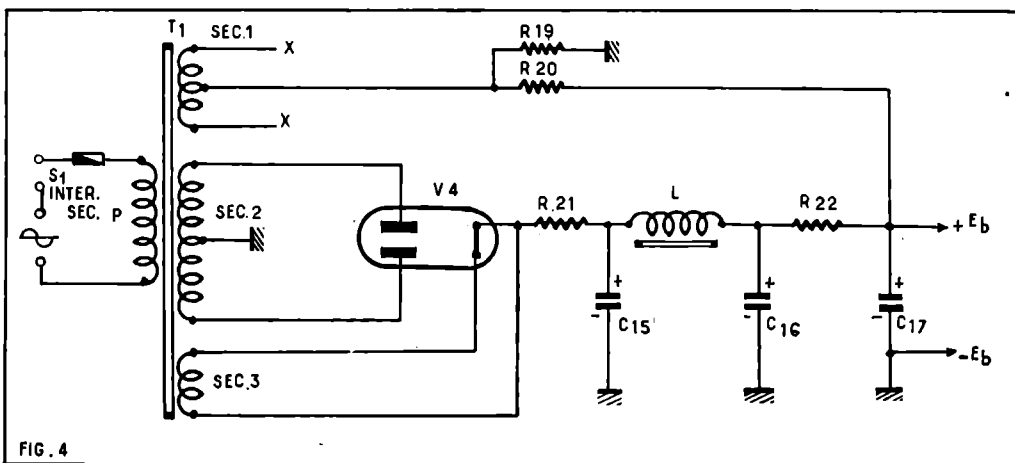 T1
SEC.1
X
X
R19
R20
S1
INTER.
SEC.
P
SEC.2
V4
R.21
L
R22
+Eb
+
-
C15
+
-
C16
+
-
C17
-Eb
SEC.3
FIG.4